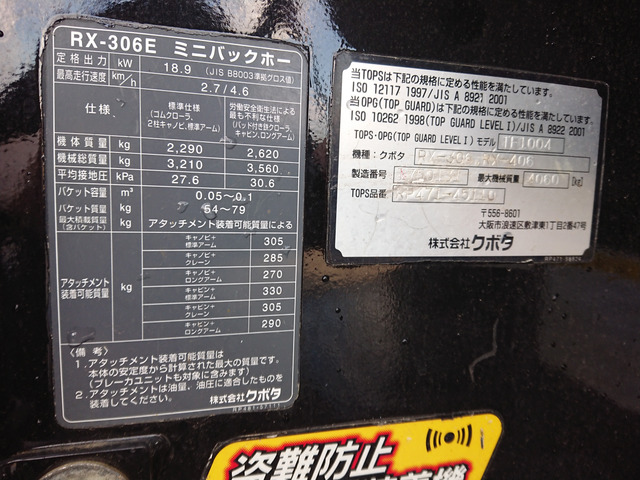 RX-306E ミニバックホー
定格出力 kW 18.9 (JIS B8003準拠グロス値)
最高走行速度 km/h 2.7/4.6
仕様 標準仕様 (ゴムクローラ、2柱キャノピ、標準アーム) 労働安全衛生法による最も不利な仕様 (パッド付き鉄クローラ、キャビン、ロングアーム)
機体質量 kg 2,290 2,620
機械総質量 kg 3,210 3,560
平均接地圧 kPa 27.6 30.6
バケット容量 m³ 0.05〜0.1
バケット質量 kg 54〜79
最大積載質量 (含バケット) kg アタッチメント装着可能質量による
アタッチメント装着可能質量 kg
キャノピ+標準アーム 305
キャノピ+クレーン 285
キャノピ+ロングアーム 270
キャビン+標準アーム 330
キャビン+クレーン 305
キャビン+ロングアーム 290
〈備 考〉
1.アタッチメント装着可能質量は、
本体の安定度から計算された最大の質量です。
(ブレーカユニットも対象に含みます)
2.アタッチメントは油量、油圧に適合したものを
装着してください。
株式会社クボタ
当TOPSは下記の規格に定める性能を満たしています。
ISO 12117 1997/JIS A 8921 2001
当OPG(TOP GUARD)は下記の規格に定める性能を満たしています。
ISO 10262 1998(TOP GUARD LEVEL I)/JIS A 8922 2001
TOPS-OPG(TOP GUARD LEVEL I)モデル TF1004
機種:クボタ
製造番号 最大機械質量 (kg)
TOPS品番
〒556-8601
大阪市浪速区敷津東1丁目2番47号
株式会社クボタ
盗難防止